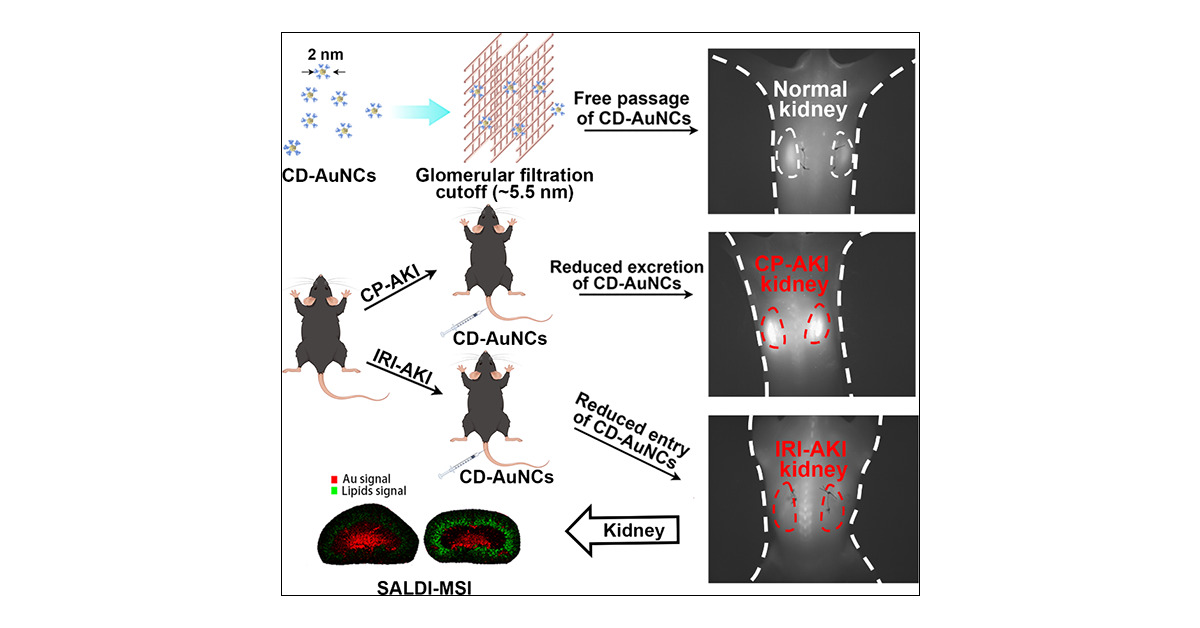 2 nm
CD-AuNCs
Glomerular filtration
cutoff (~5.5 nm)
Free passage
of CD-AuNCs
Normal
kidney
CP-AKI
CD-AuNCs
Reduced excretion
of CD-AuNCs
CP-AKI
kidney
IRI-AKI
CD-AuNCs
Reduced entry
of CD-AuNCs
IRI-AKI
kidney
Au signal
Lipids signal
Kidney
SALDI-MSI